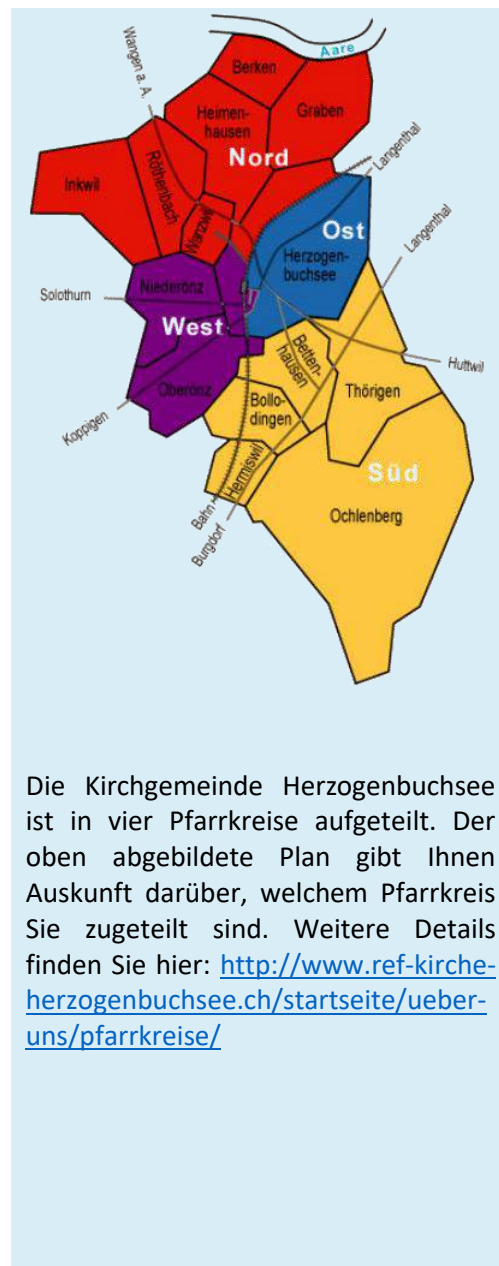 Aare
Wangen a. A.
Berken
Heimen-
hausen
Graben
Nord
Langenthal
Inkwil
Röthenbach
Wanzwil
Ost
Langenthal
Herzogen-
buchsee
Niederönz
Solothurn
West
Betten-
hausen
Huttwil
Oberönz
Thörigen
Koppigen
Bollo-
dingen
Hermiswil
Süd
Bahn
Burgdorf
Ochlenberg
Die Kirchgemeinde Herzogenbuchsee
ist in vier Pfarrkreise aufgeteilt. Der
oben abgebildete Plan gibt Ihnen
Auskunft darüber, welchem Pfarrkreis
Sie zugeteilt sind. Weitere Details
finden Sie hier: http://www.ref-kirche-
herzogenbuchsee.ch/startseite/ueber-
uns/pfarrkreise/